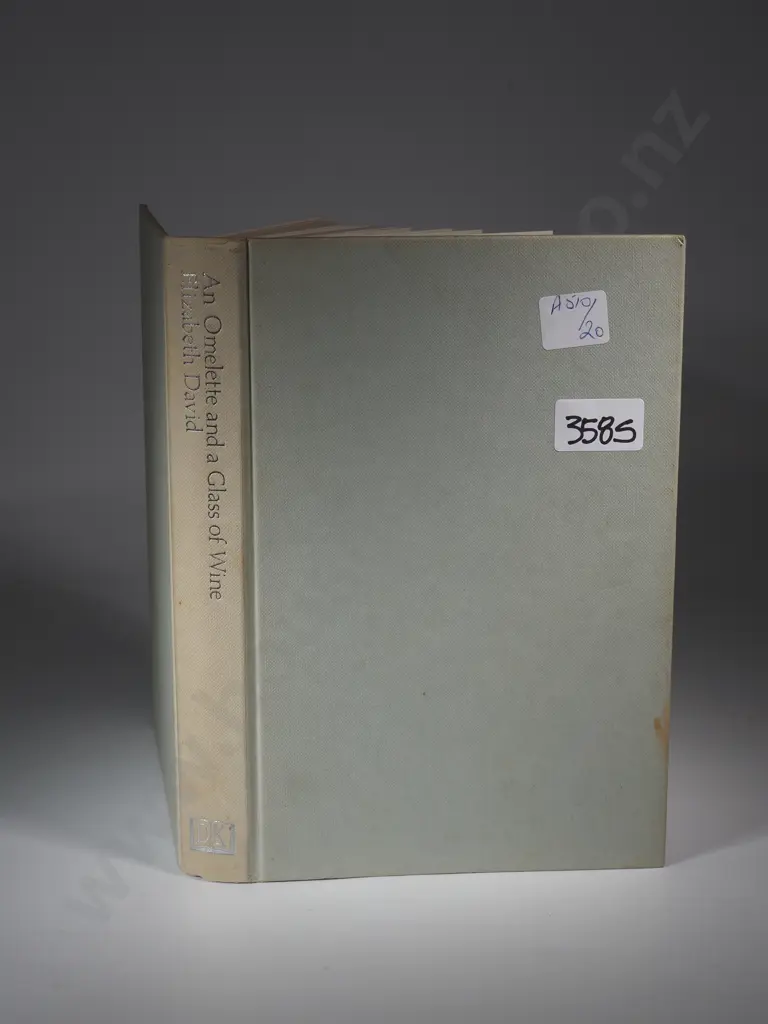 An Omelette and a Glass of Wine
Elizabeth David
DK
A510/
20
3585